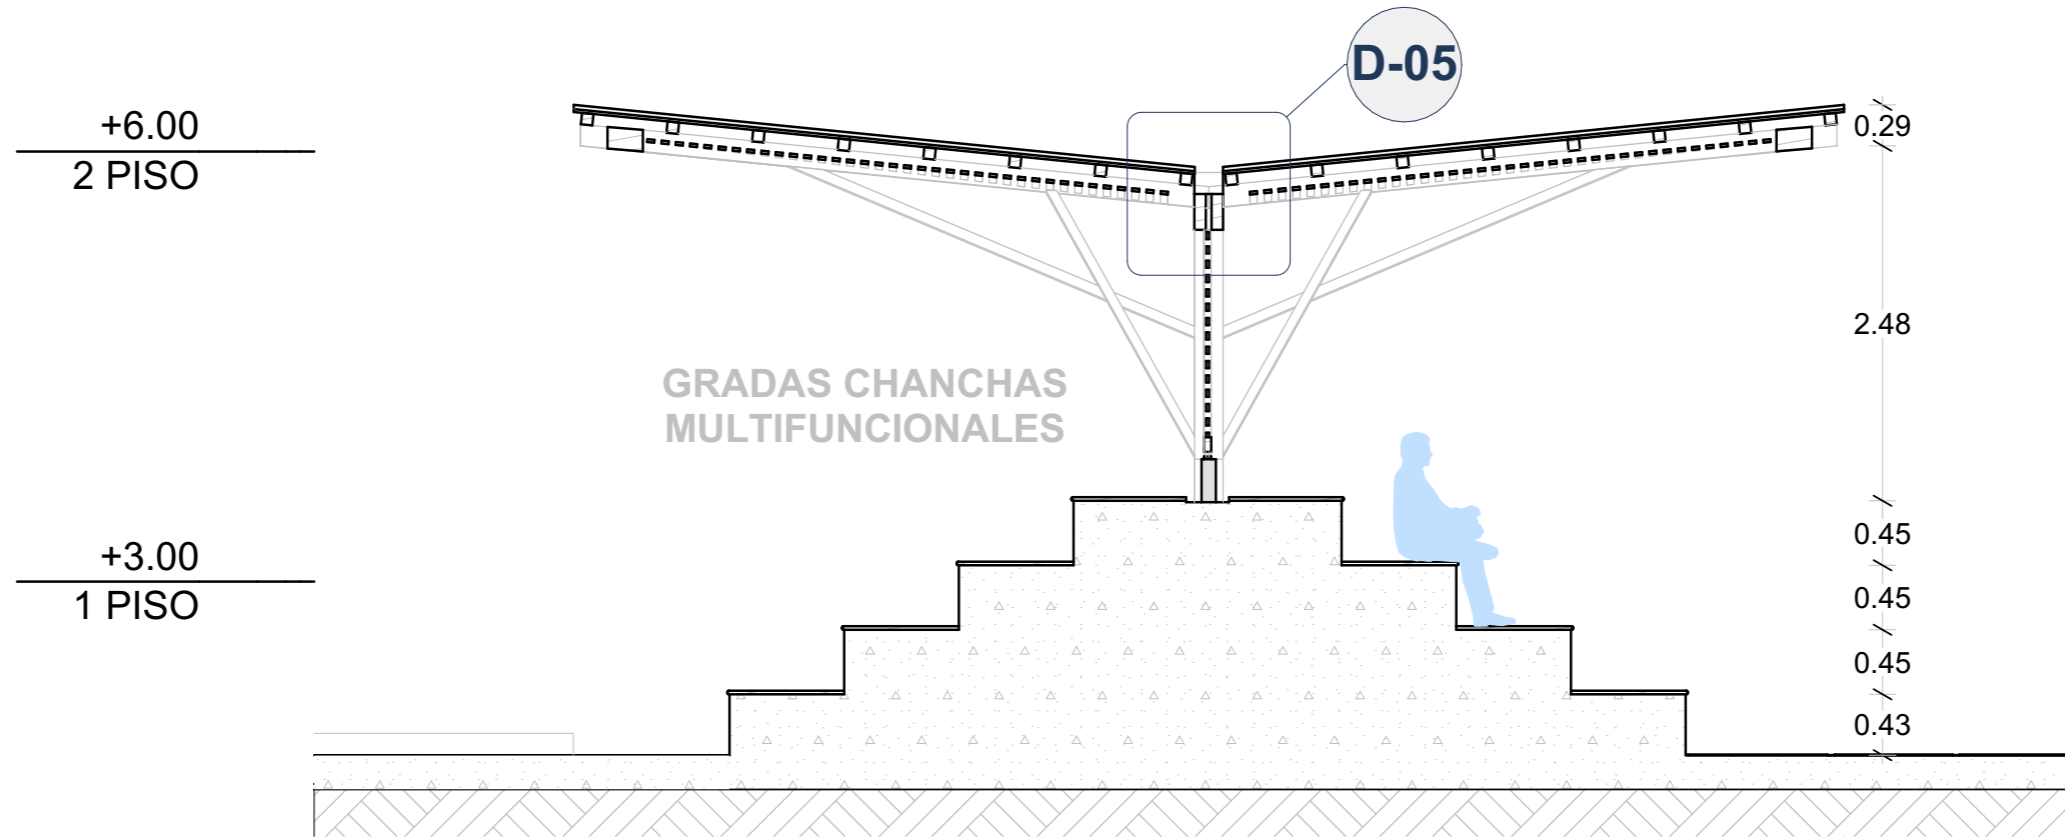 D-05
+6.00
2 PISO
0.29
2.48
GRADAS CHANCHAS
MULTIFUNCIONALES
+3.00
1 PISO
0.45
0.45
0.45
0.43